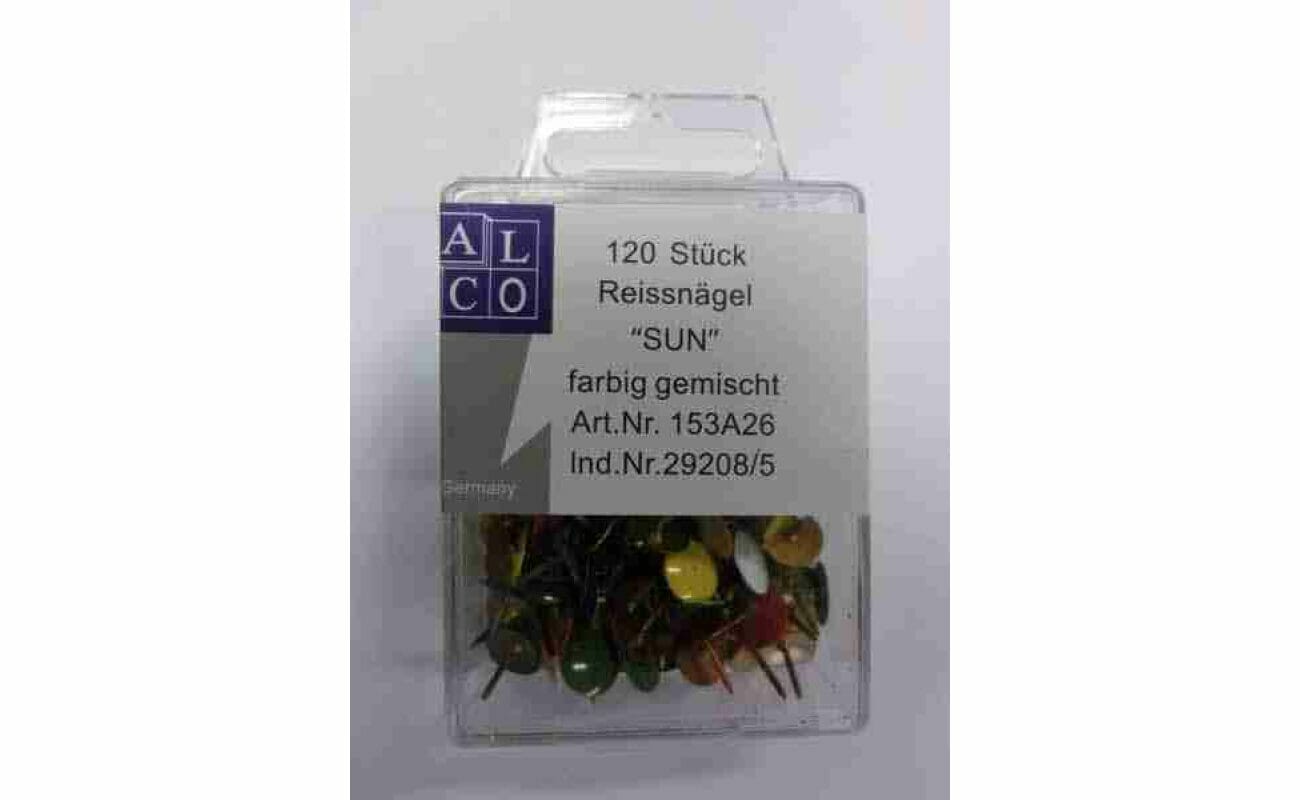 AL
CO
120 Stück
Reissnägel
“SUN”
farbig gemischt
Art.Nr. 153A26
Ind.Nr.29208/5
Germany